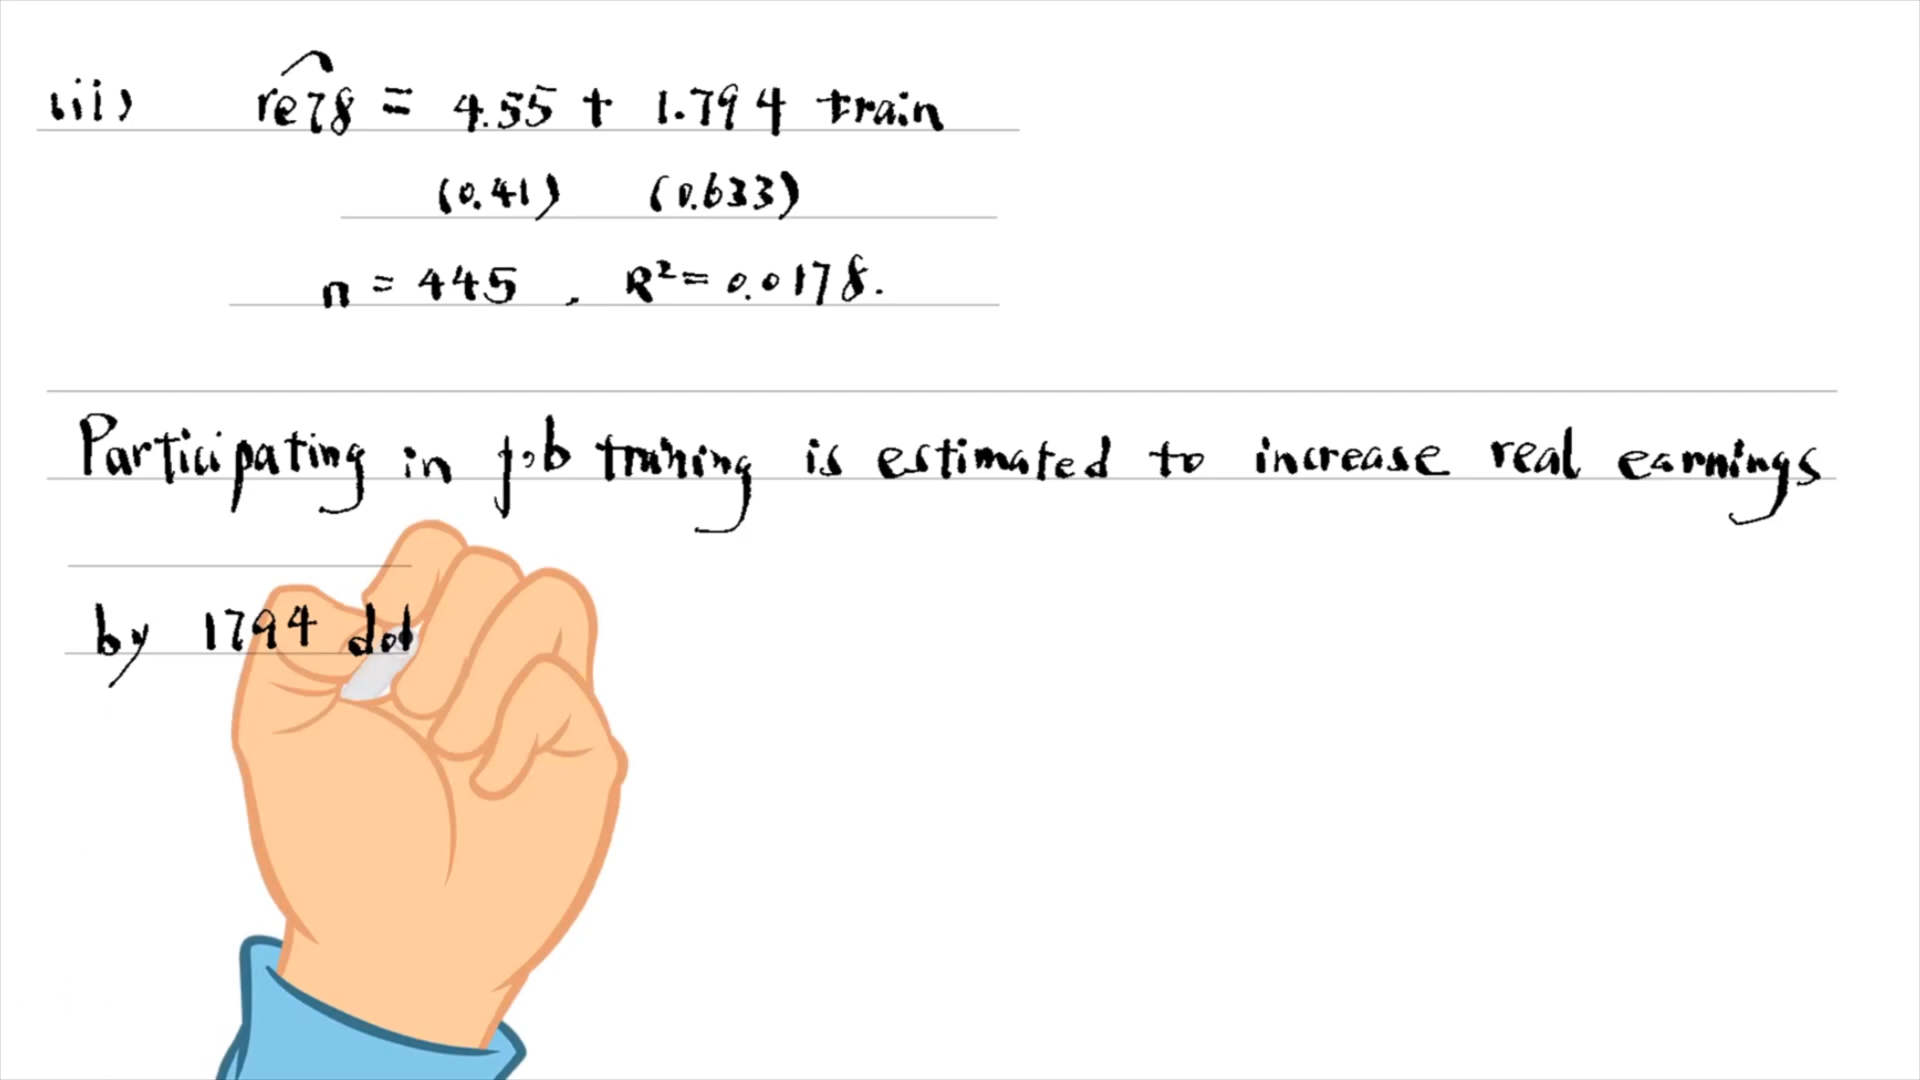 (ii) re78 = 4.55 + 1.794 train
(0.41) (0.633)
n = 445 , R² = 0.0178.
Participating in job training is estimated to increase real earnings
by 1794 dol